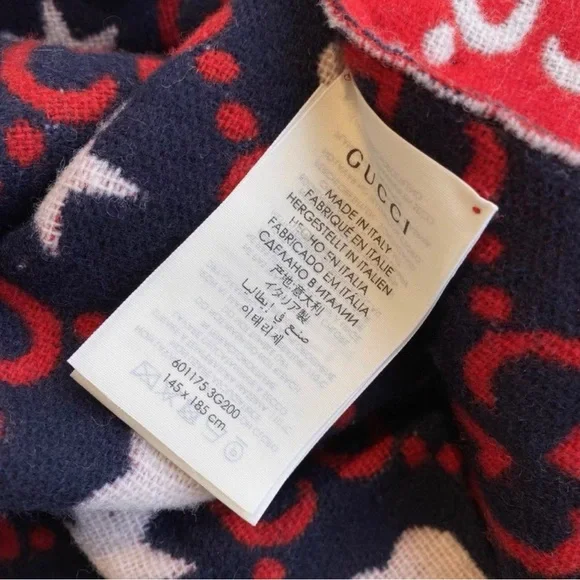 GUCCI
MADE IN ITALY
FABRIQUÉ EN ITALIE
HERGESTELLT IN ITALIEN
HECHO EN ITALIA
FABRICADO EM ITÁLIA
СДЕЛАНО В ИТАЛИИ
产地意大利
イタリア製
صنع في إيطاليا
이태리제
601175 3G200
145 x 185 cm